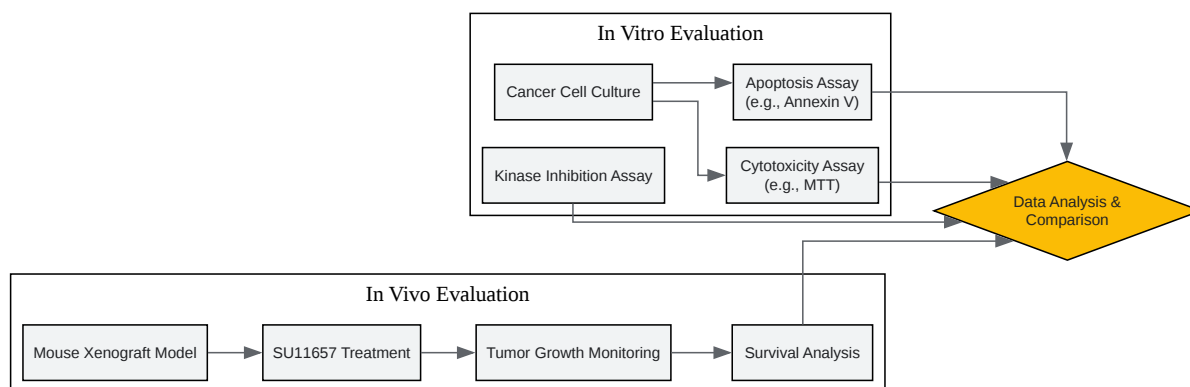 In Vitro Evaluation
Cancer Cell Culture
Apoptosis Assay
(e.g., Annexin V)
Kinase Inhibition Assay
Cytotoxicity Assay
(e.g., MTT)
Data Analysis &
Comparison
In Vivo Evaluation
Mouse Xenograft Model
SU11657 Treatment
Tumor Growth Monitoring
Survival Analysis